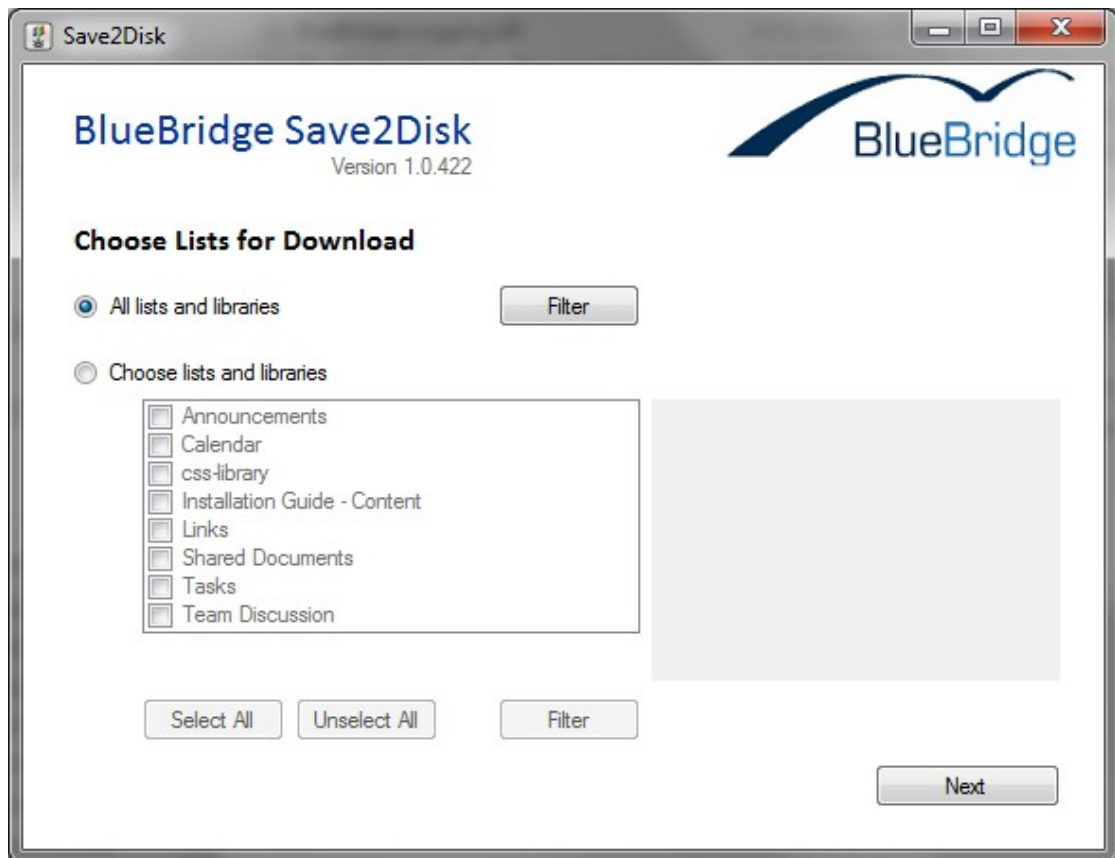 Save2Disk
BlueBridge Save2Disk
Version 1.0.422
BlueBridge
Choose Lists for Download
All lists and libraries
Filter
Choose lists and libraries
Announcements
Calendar
css-library
Installation Guide - Content
Links
Shared Documents
Tasks
Team Discussion
Select All
Unselect All
Filter
Next